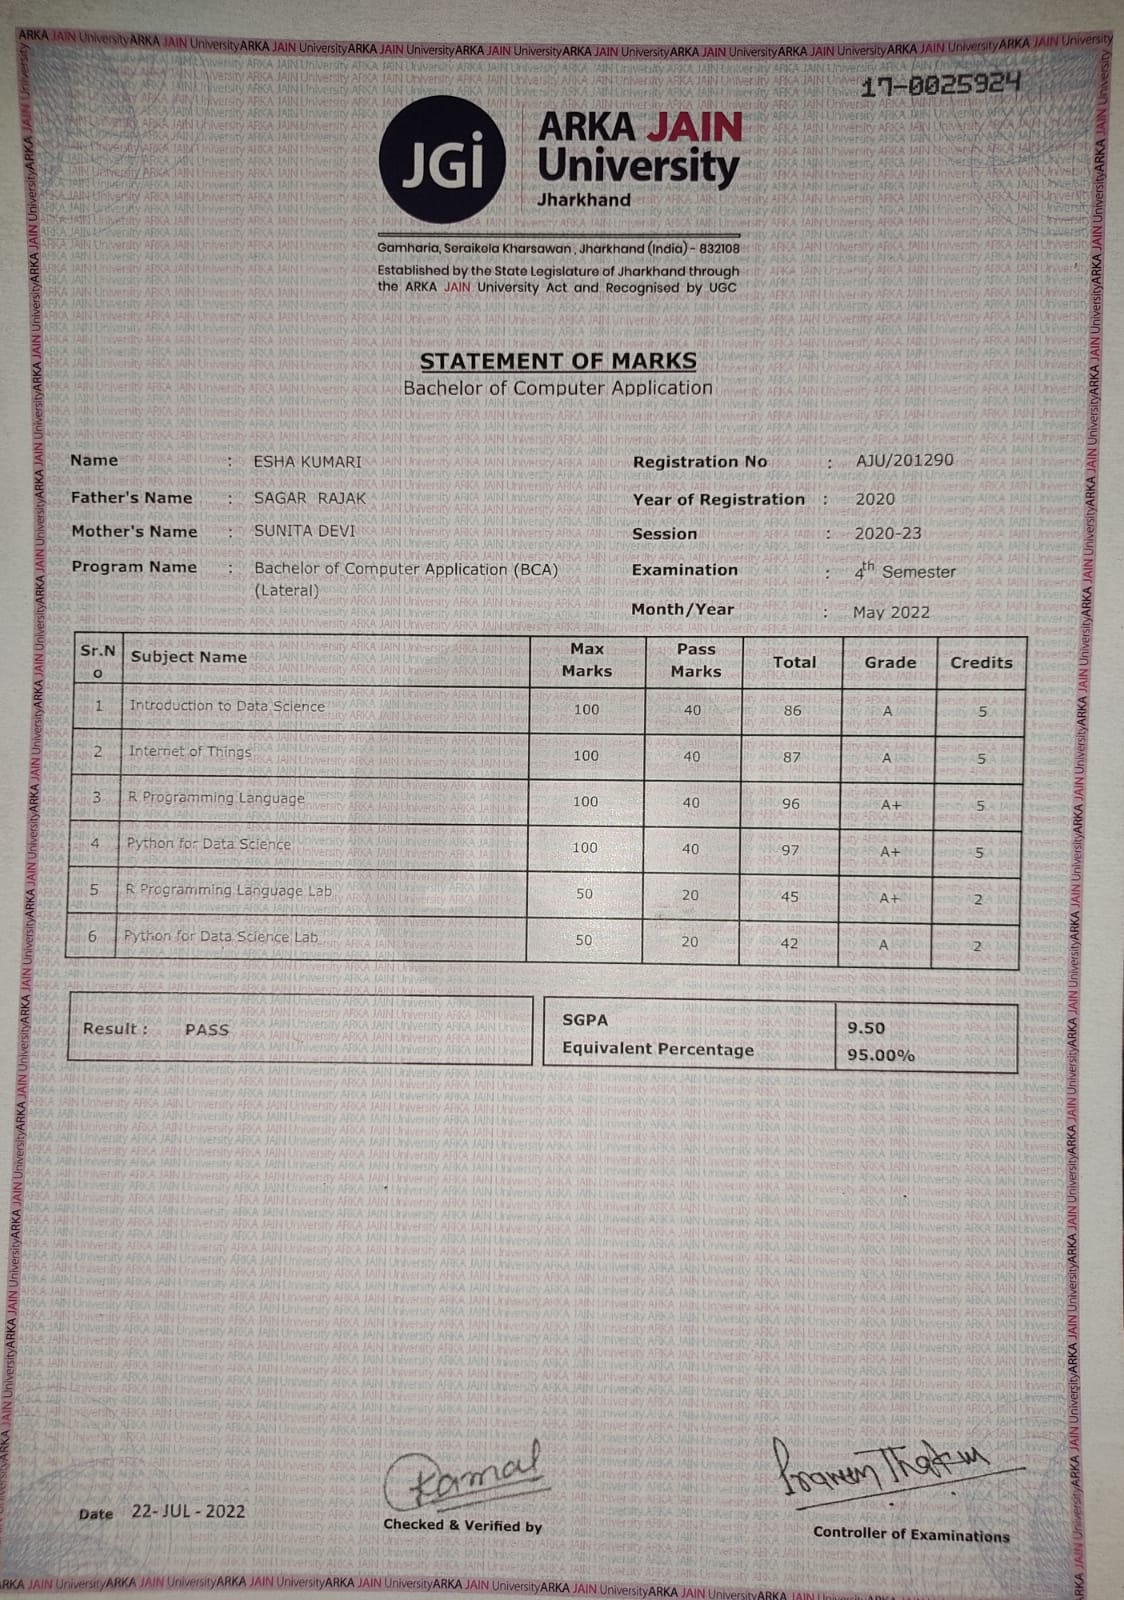 17-0025924
JGi
ARKA JAIN
University
Jharkhand
Gamharia, Seraikela Kharsawan, Jharkhand (India) - 832108
Established by the State Legislature of Jharkhand through
the ARKA JAIN University Act and Recognised by UGC
STATEMENT OF MARKS
Bachelor of Computer Application
Name : ESHA KUMARI Registration No : AJU/201290
Father's Name : SAGAR RAJAK Year of Registration : 2020
Mother's Name : SUNITA DEVI Session : 2020-23
Program Name : Bachelor of Computer Application (BCA) Examination : 4th Semester
(Lateral)
Month/Year : May 2022
Sr.No Subject Name Max Marks Pass Marks Total Grade Credits
1 Introduction to Data Science 100 40 86 A 5
2 Internet of Things 100 40 87 A 5
3 R Programming Language 100 40 96 A+ 5
4 Python for Data Science 100 40 97 A+ 5
5 R Programming Language Lab 50 20 45 A+ 2
6 Python for Data Science Lab 50 20 42 A 2
Result : PASS
SGPA 9.50
Equivalent Percentage 95.00%
Kamal
Praveen Thakur
Date 22- JUL - 2022
Checked & Verified by
Controller of Examinations